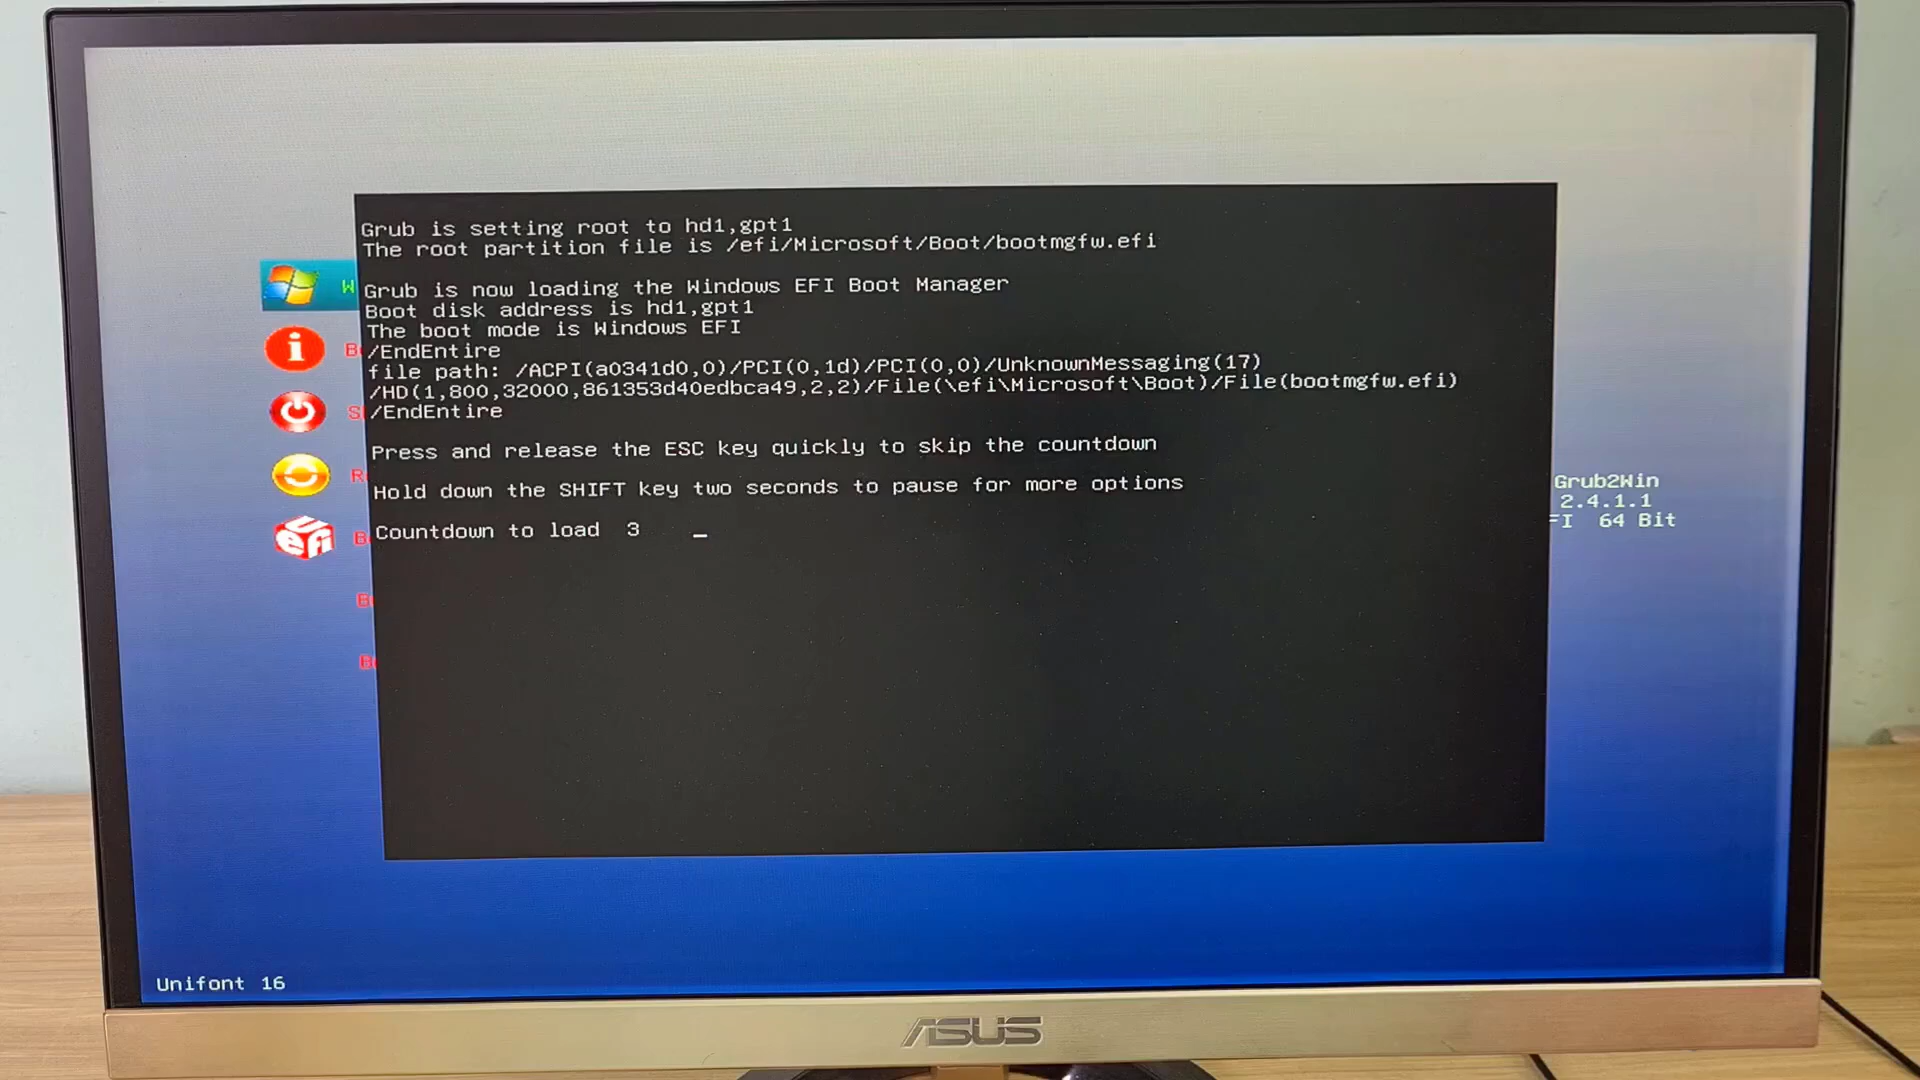 Grub is setting root to hd1,gpt1
The root partition file is /efi/Microsoft/Boot/bootmgfw.efi
Grub is now loading the Windows EFI Boot Manager
Boot disk address is hd1,gpt1
The boot mode is Windows EFI
/EndEntire
file path: /ACPI(a0341d0,0)/PCI(0,1d)/PCI(0,0)/UnknownMessaging(17)
/HD(1,800,32000,861353d40edbca49,2,2)/File(\efi\Microsoft\Boot)/File(bootmgfw.efi)
/EndEntire
Press and release the ESC key quickly to skip the countdown
Hold down the SHIFT key two seconds to pause for more options
Countdown to load 3 _
Grub2Win
2.4.1.1
FI 64 Bit
W
i
B
S
R
UEFI
B
B
B
Unifont 16
ASUS